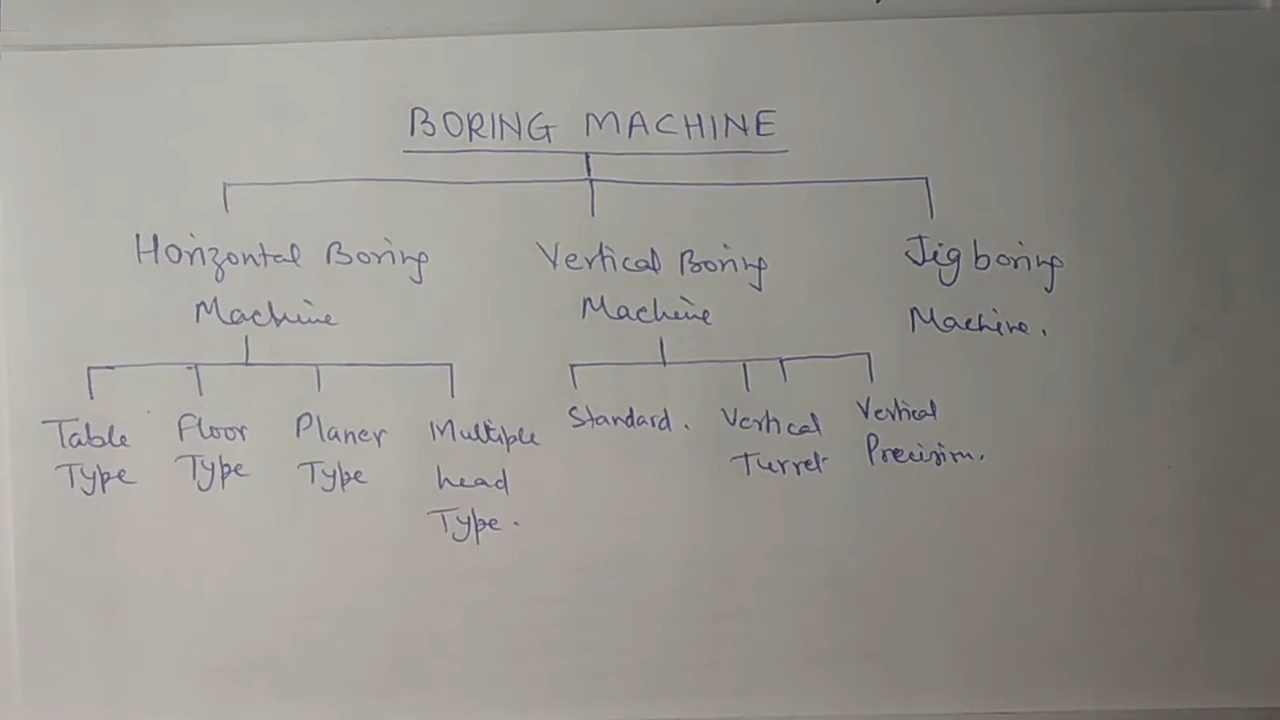 BORING MACHINE
Horizontal Boring
Machine
Vertical Boring
Machine
Jig boring
Machine.
Table
Type
Floor
Type
Planer
Type
Multiple
head
Type.
Standard.
Vertical
Turret
Vertical
Precision.